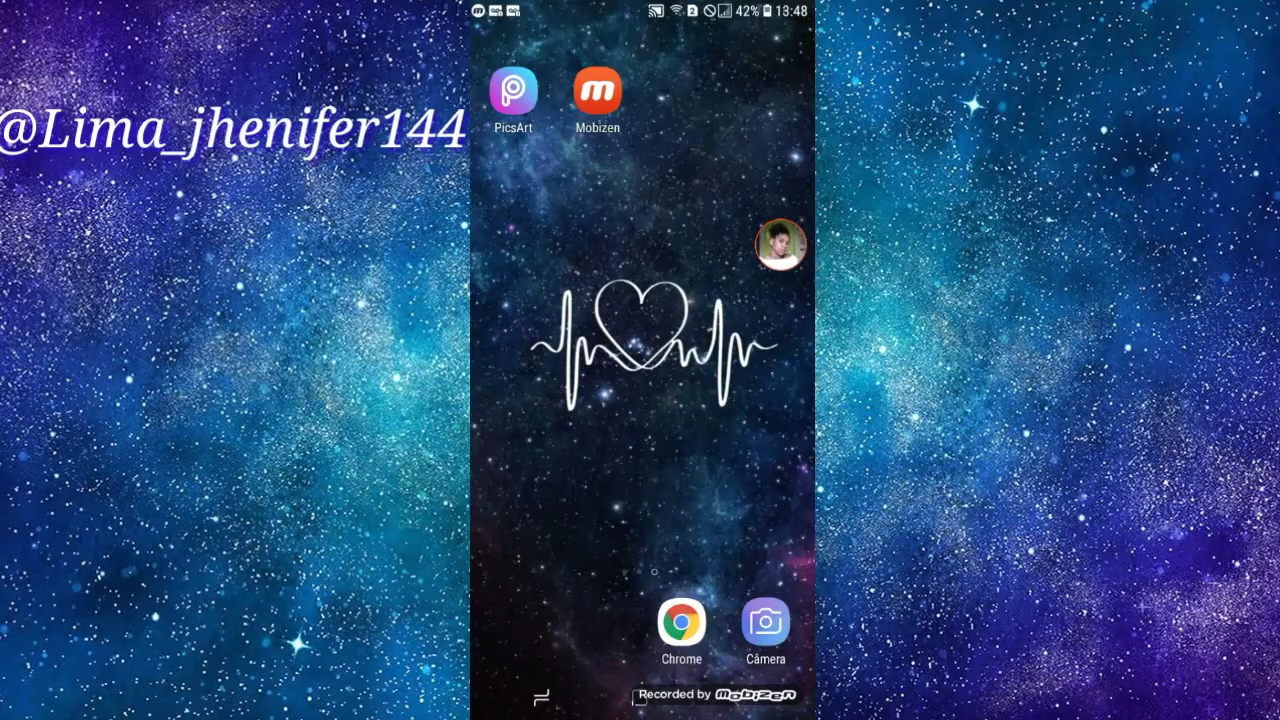 42% 13:48
@Lima_jhenifer144
PicsArt
Mobizen
Chrome
Câmera
Recorded by Mobizen